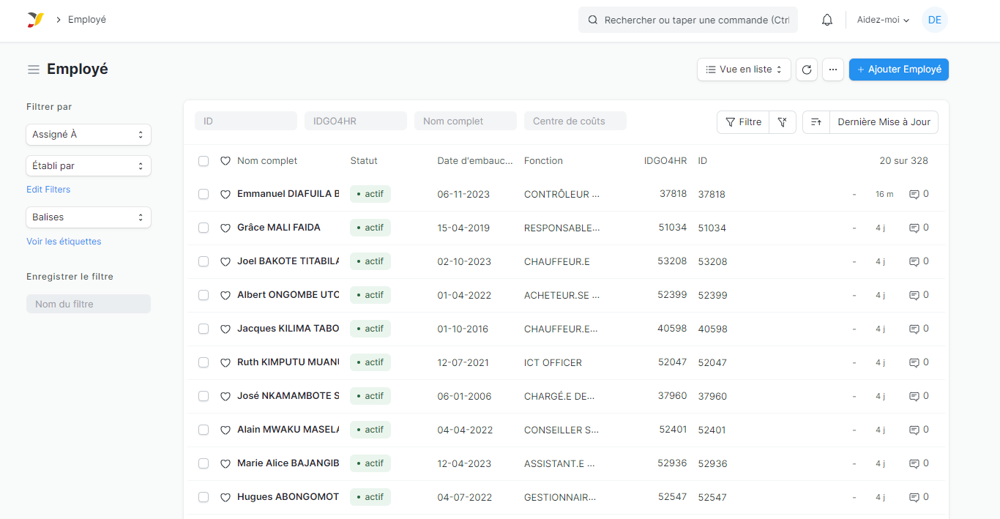 Employé
Rechercher ou taper une commande (Ctrl
Aidez-moi
DE
Employé
Vue en liste
...
+ Ajouter Employé
Filtrer par
Assigné À
Établi par
Edit Filters
Balises
Voir les étiquettes
Enregistrer le filtre
Nom du filtre
ID IDGO4HR Nom complet Centre de coûts Filtre Dernière Mise à Jour
Nom complet Statut Date d'embauc... Fonction IDGO4HR ID 20 sur 328
Emmanuel DIAFUILA B • actif 06-11-2023 CONTRÔLEUR ... 37818 37818 - 16 m 0
Grâce MALI FAIDA • actif 15-04-2019 RESPONSABLE... 51034 51034 - 4 j 0
Joel BAKOTE TITABILA • actif 02-10-2023 CHAUFFEUR.E 53208 53208 - 4 j 0
Albert ONGOMBE UTO • actif 01-04-2022 ACHETEUR.SE ... 52399 52399 - 4 j 0
Jacques KILIMA TABO • actif 01-10-2016 CHAUFFEUR.E... 40598 40598 - 4 j 0
Ruth KIMPUTU MUANU • actif 12-07-2021 ICT OFFICER 52047 52047 - 4 j 0
José NKAMAMBOTE S • actif 06-01-2006 CHARGÉ.E DE... 37960 37960 - 4 j 0
Alain MWAKU MASELA • actif 04-04-2022 CONSEILLER S... 52401 52401 - 4 j 0
Marie Alice BAJANGIB • actif 12-04-2023 ASSISTANT.E ... 52936 52936 - 4 j 0
Hugues ABONGOMOT • actif 04-07-2022 GESTIONNAIR... 52547 52547 - 4 j 0